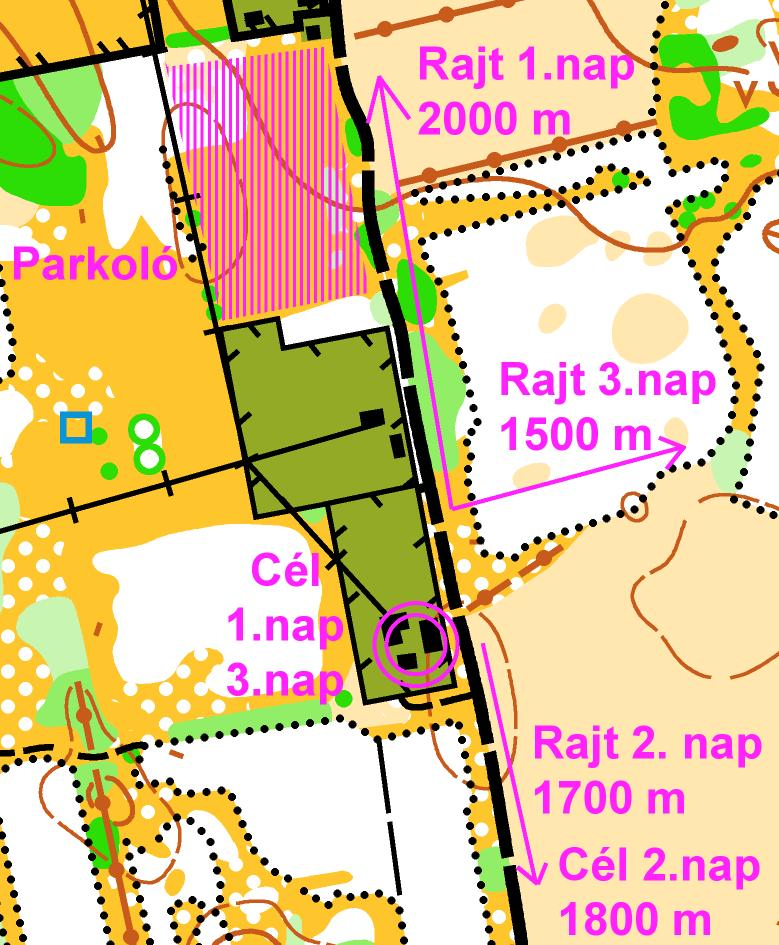 Rajt 1.nap
2000 m
Parkoló
Rajt 3.nap
1500 m
Cél
1.nap
3.nap
Rajt 2. nap
1700 m
Cél 2.nap
1800 m